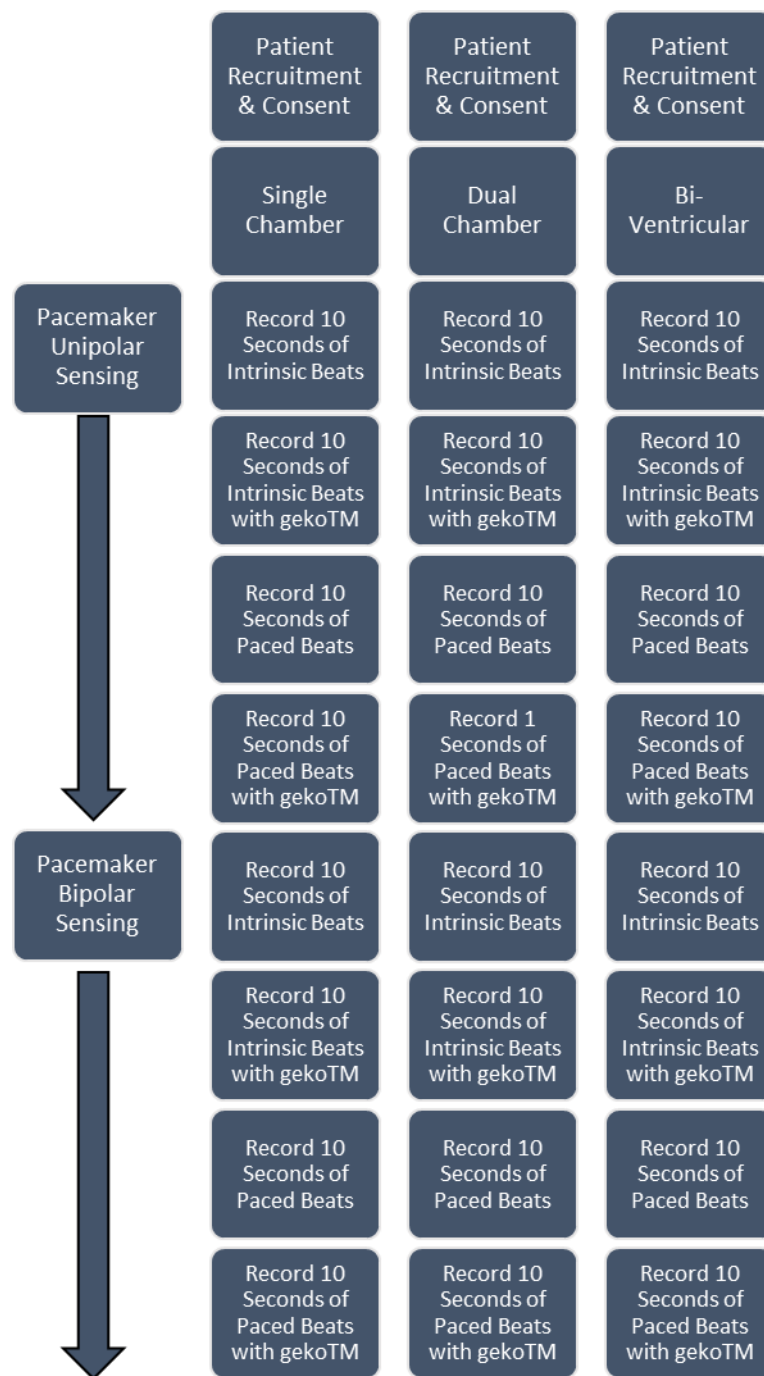 Patient
Recruitment
& Consent
Patient
Recruitment
& Consent
Patient
Recruitment
& Consent
Single
Chamber
Dual
Chamber
Bi-
Ventricular
Pacemaker
Unipolar
Sensing
Record 10
Seconds of
Intrinsic Beats
Record 10
Seconds of
Intrinsic Beats
Record 10
Seconds of
Intrinsic Beats
Record 10
Seconds of
Intrinsic Beats
with gekoTM
Record 10
Seconds of
Intrinsic Beats
with gekoTM
Record 10
Seconds of
Intrinsic Beats
with gekoTM
Record 10
Seconds of
Paced Beats
Record 10
Seconds of
Paced Beats
Record 10
Seconds of
Paced Beats
Record 10
Seconds of
Paced Beats
with gekoTM
Record 1
Seconds of
Paced Beats
with gekoTM
Record 10
Seconds of
Paced Beats
with gekoTM
Pacemaker
Bipolar
Sensing
Record 10
Seconds of
Intrinsic Beats
Record 10
Seconds of
Intrinsic Beats
Record 10
Seconds of
Intrinsic Beats
Record 10
Seconds of
Intrinsic Beats
with gekoTM
Record 10
Seconds of
Intrinsic Beats
with gekoTM
Record 10
Seconds of
Intrinsic Beats
with gekoTM
Record 10
Seconds of
Paced Beats
Record 10
Seconds of
Paced Beats
Record 10
Seconds of
Paced Beats
Record 10
Seconds of
Paced Beats
with gekoTM
Record 10
Seconds of
Paced Beats
with gekoTM
Record 10
Seconds of
Paced Beats
with gekoTM